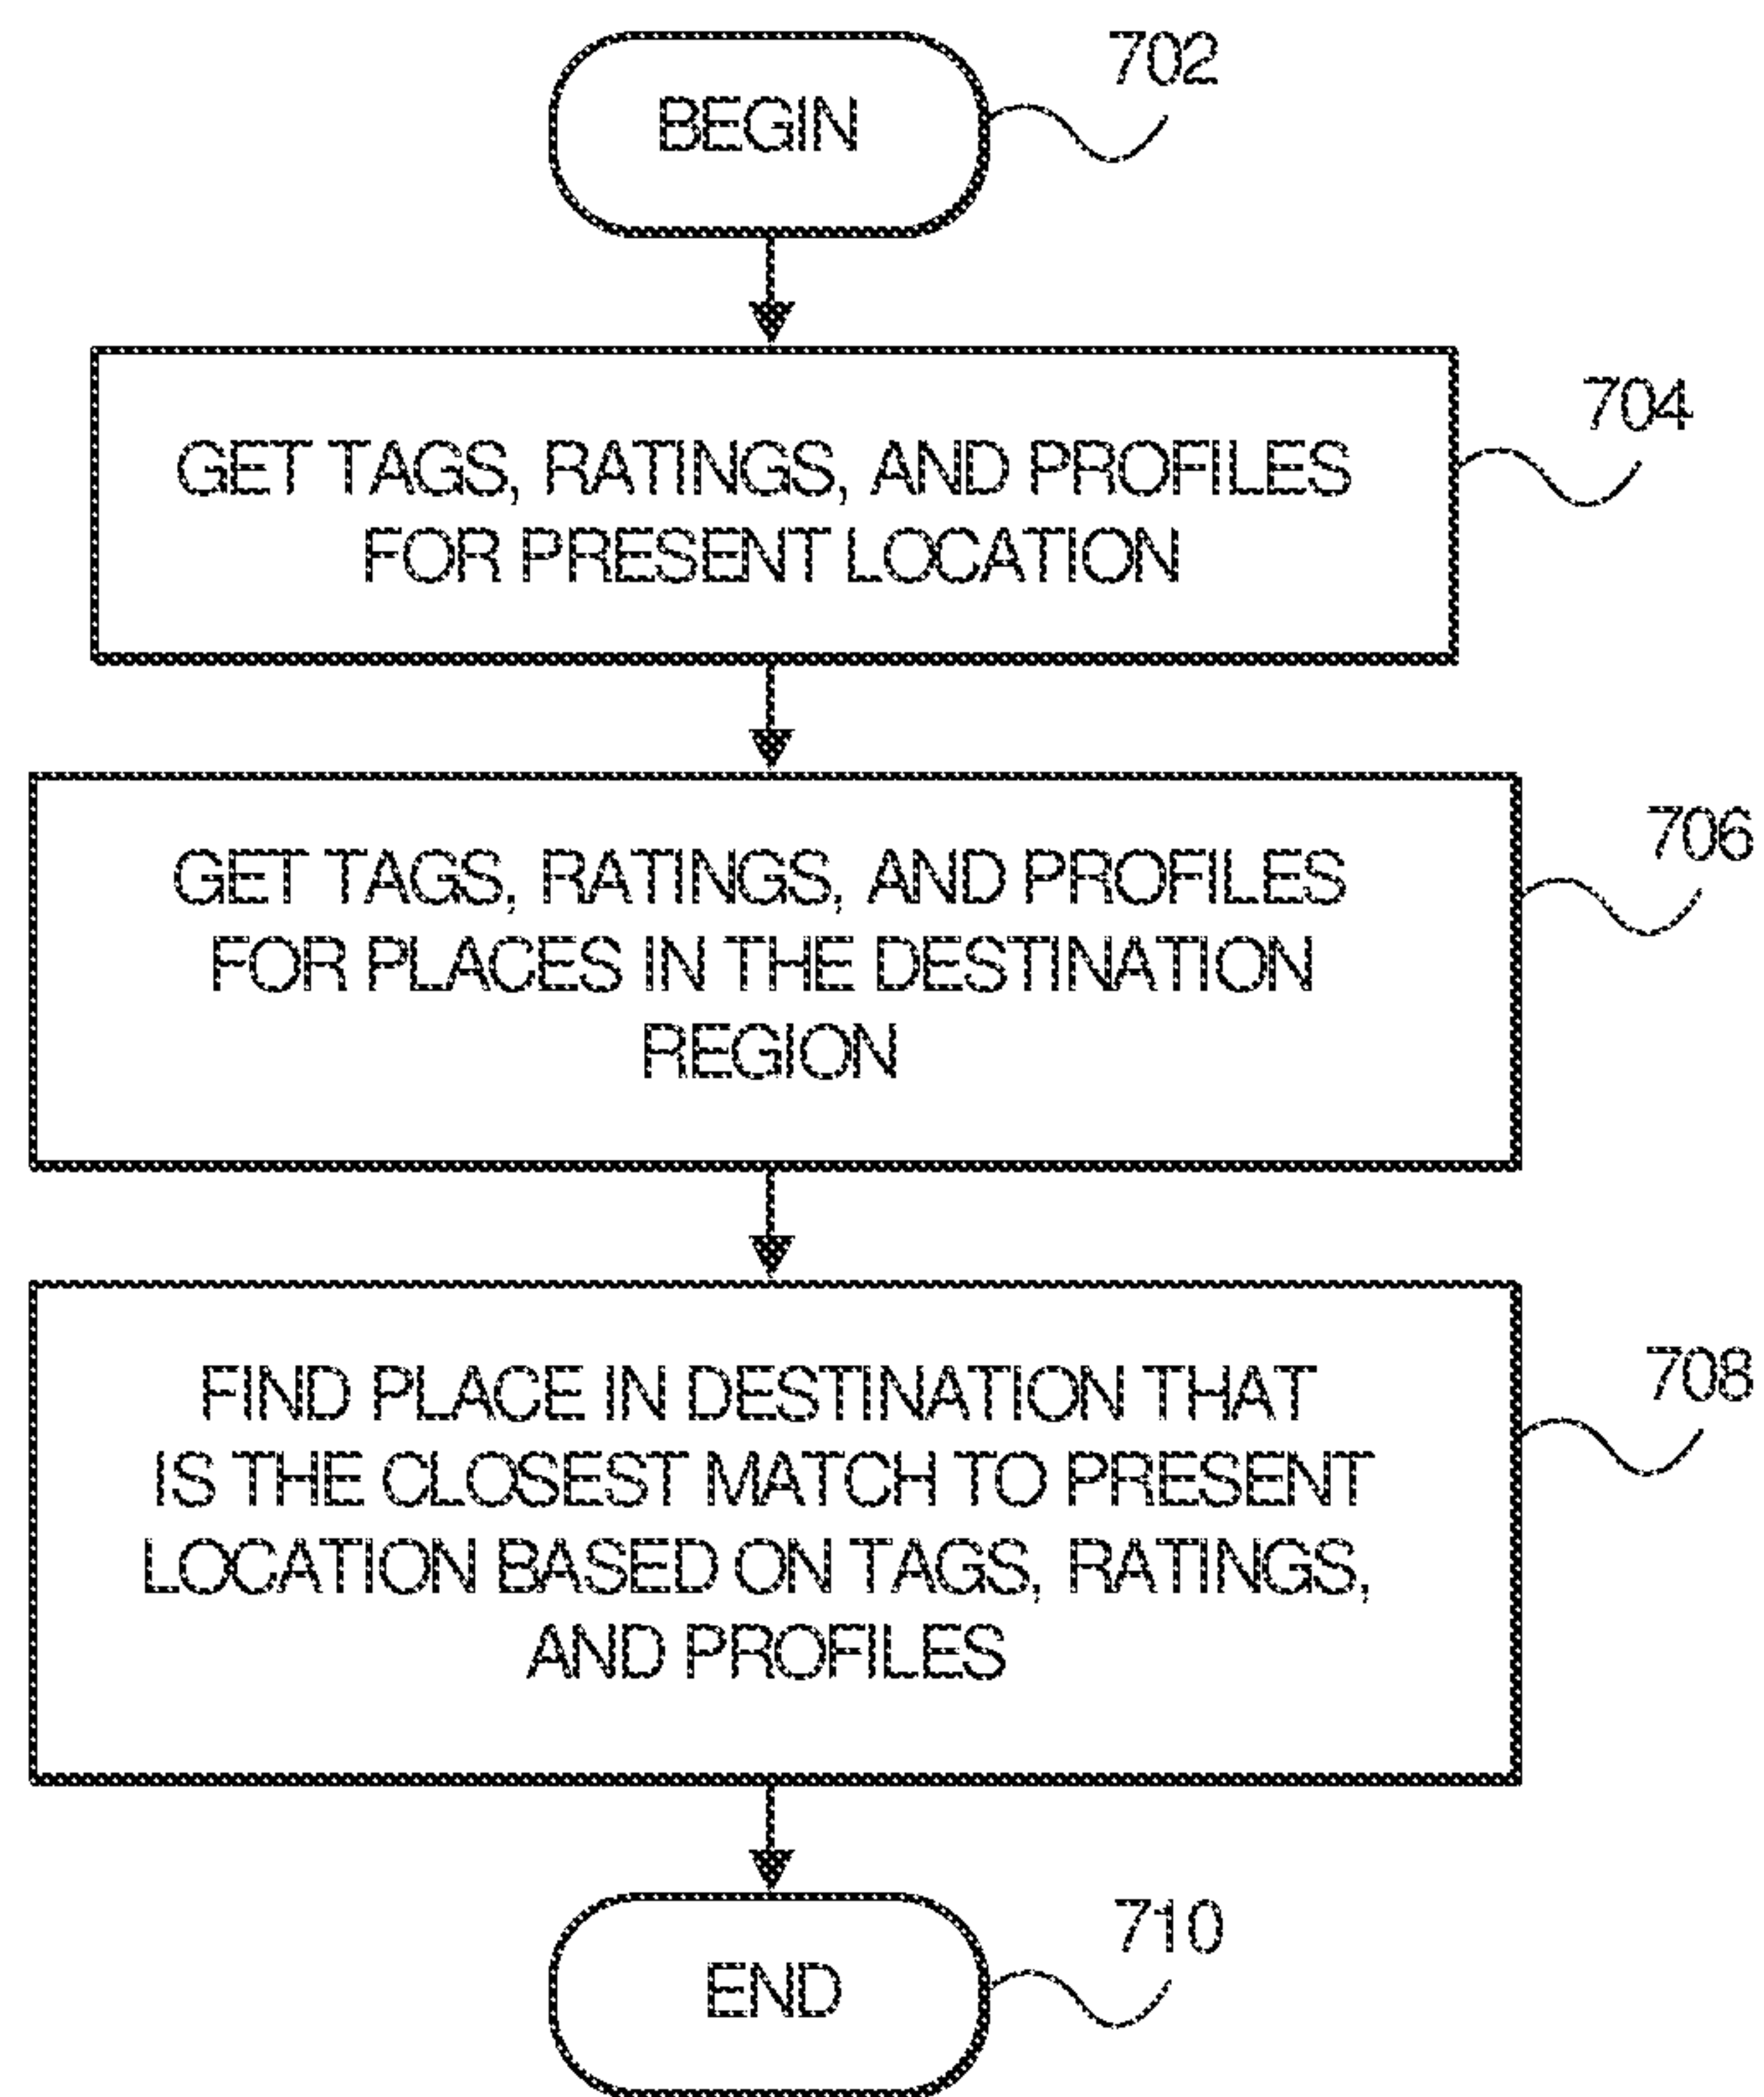 BEGIN
702
GET TAGS, RATINGS, AND PROFILES
FOR PRESENT LOCATION
704
GET TAGS, RATINGS, AND PROFILES
FOR PLACES IN THE DESTINATION
REGION
706
FIND PLACE IN DESTINATION THAT
IS THE CLOSEST MATCH TO PRESENT
LOCATION BASED ON TAGS, RATINGS,
AND PROFILES
708
END
710